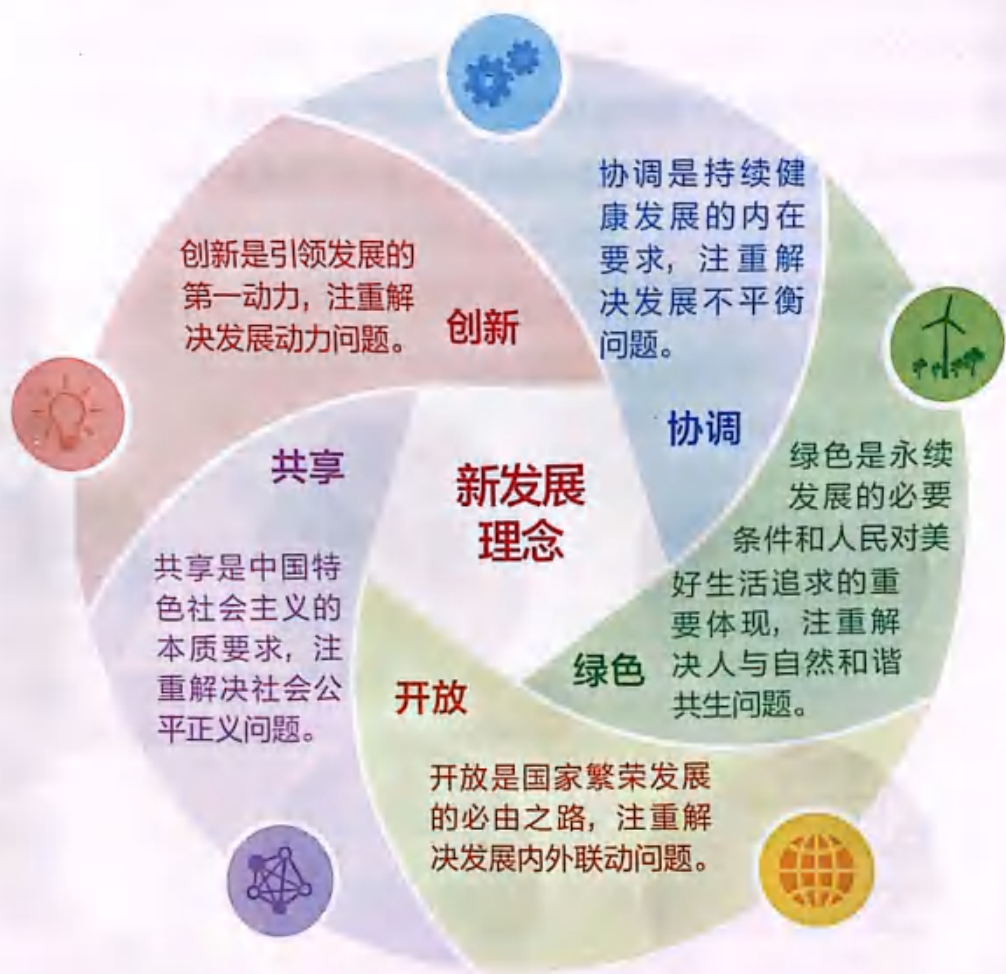 新发展
理念
创新
创新是引领发展的
第一动力，注重解
决发展动力问题。
协调是持续健
康发展的内在
要求，注重解
决发展不平衡
问题。
协调
绿色是永续
发展的必要
条件和人民对美
好生活追求的重
要体现，注重解
决人与自然和谐
共生问题。
绿色
开放
开放是国家繁荣发展
的必由之路，注重解
决发展内外联动问题。
共享
共享是中国特
色社会主义的
本质要求，注
重解决社会公
平正义问题。